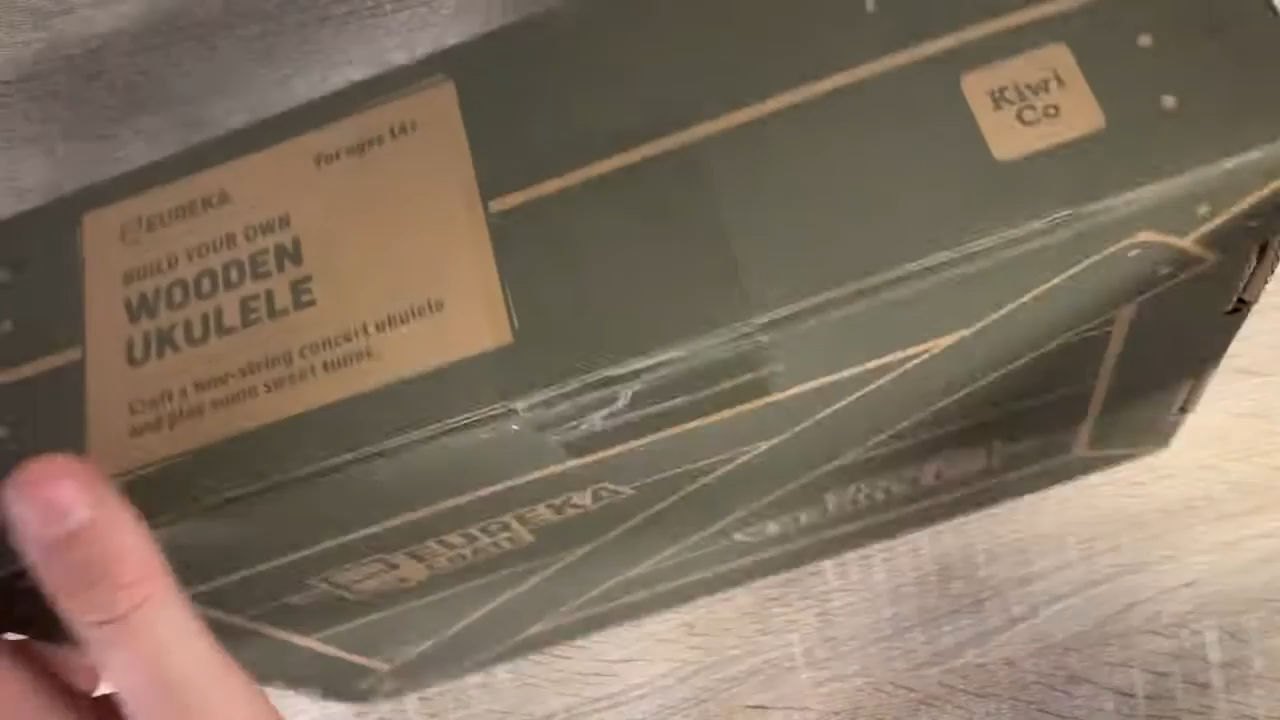 For ages 14+
EUREKA
BUILD YOUR OWN
WOODEN
UKULELE
Craft a four-string concert ukulele
and play some sweet tunes.
Kiwi
Co
EUREKA